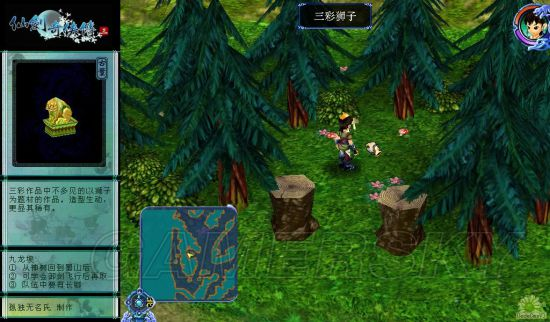 仙剑奇侠传三
古董
三彩作品中不多见的以狮子
为题材的作品。造型生动，
更显其稀有。
九龙坡：
① 从神树回到蜀山后
② 可学会御剑飞行后再取
③ 队伍中要有长卿
孤独无名氏 制作
三彩狮子